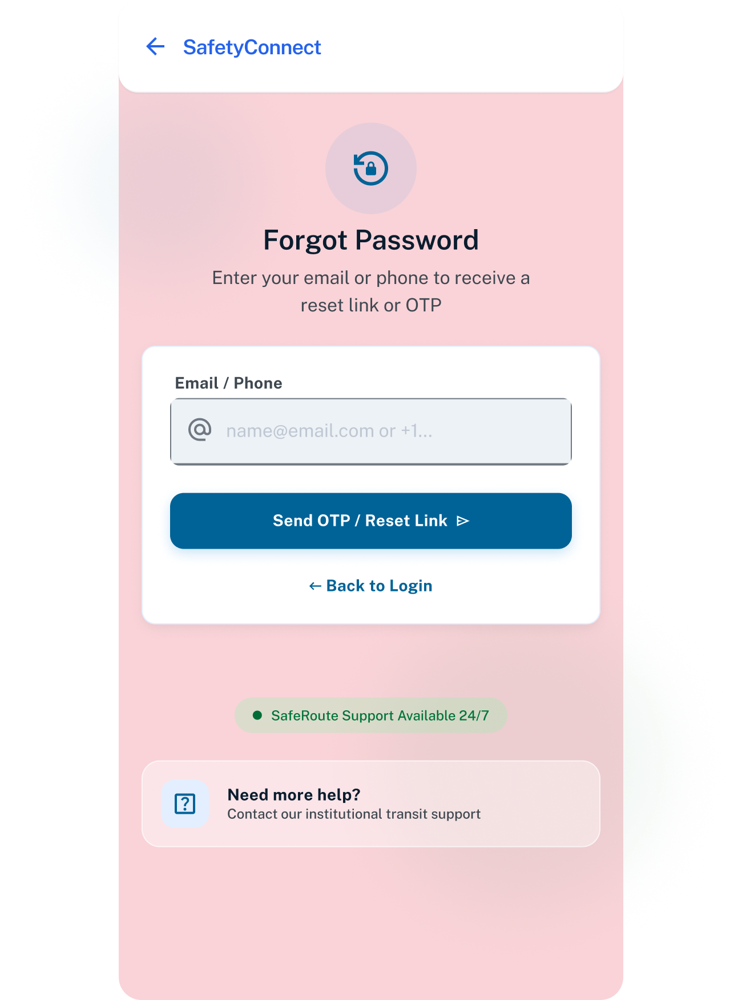 SafetyConnect
Forgot Password
Enter your email or phone to receive a
reset link or OTP
Email / Phone
name@email.com or +1...
Send OTP / Reset Link
Back to Login
SafeRoute Support Available 24/7
Need more help?
Contact our institutional transit support